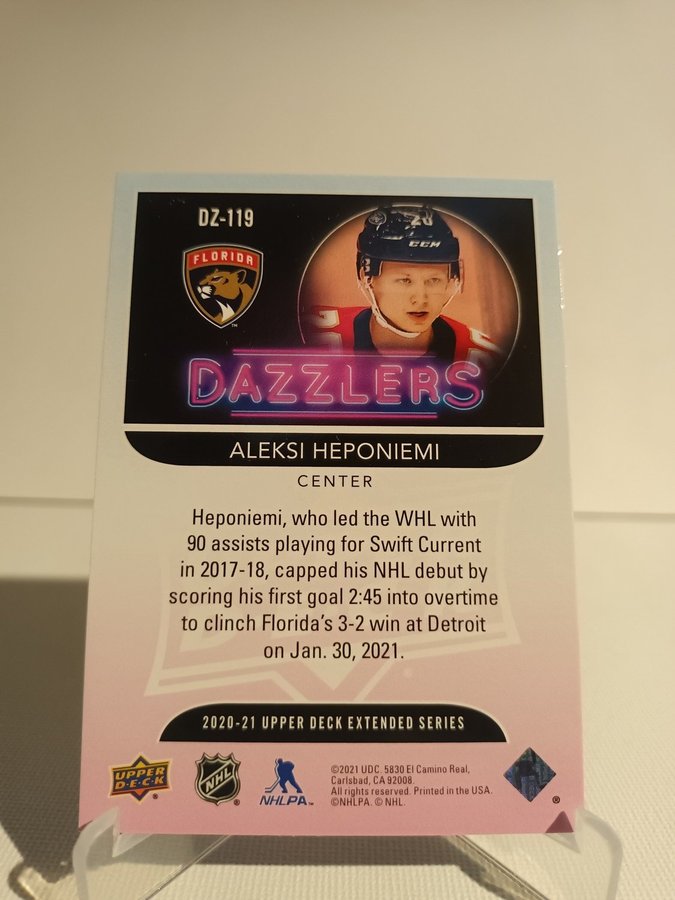 DZ-119
FLORIDA
TM
20
CCM
DAZZLERS
ALEKSI HEPONIEMI
CENTER
Heponiemi, who led the WHL with
90 assists playing for Swift Current
in 2017-18, capped his NHL debut by
scoring his first goal 2:45 into overtime
to clinch Florida's 3-2 win at Detroit
on Jan. 30, 2021.
2020-21 UPPER DECK EXTENDED SERIES
UPPER
D·E·C·K
®
NHL
®
NHLPA™
©2021 UDC. 5830 El Camino Real,
Carlsbad, CA 92008.
All rights reserved. Printed in the USA.
©NHLPA. © NHL.
®